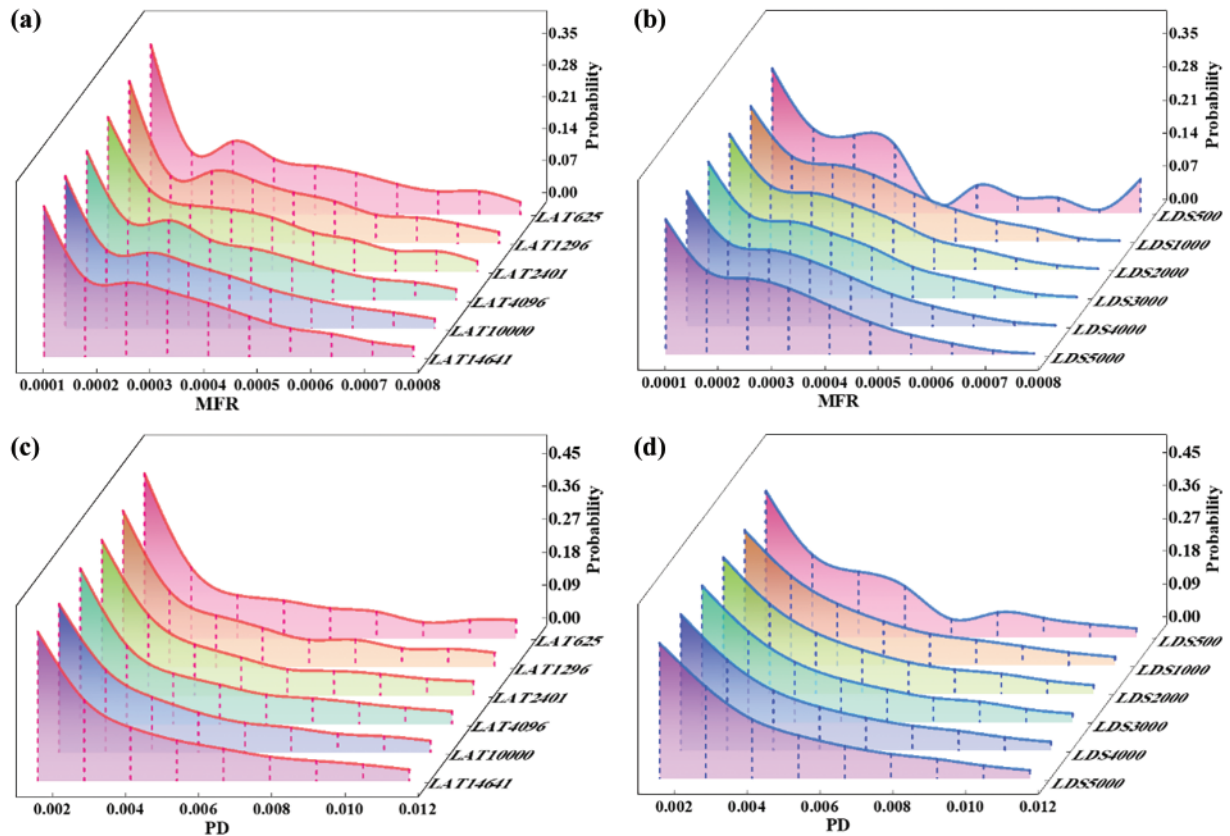 (a)
0.35
0.28
0.21
0.14
0.07
0.00
Probability
LAT625
LAT1296
LAT2401
LAT4096
LAT10000
LAT14641
0.0001 0.0002 0.0003 0.0004 0.0005 0.0006 0.0007 0.0008
MFR
(b)
0.35
0.28
0.21
0.14
0.07
0.00
Probability
LDS500
LDS1000
LDS2000
LDS3000
LDS4000
LDS5000
0.0001 0.0002 0.0003 0.0004 0.0005 0.0006 0.0007 0.0008
MFR
(c)
0.45
0.36
0.27
0.18
0.09
0.00
Probability
LAT625
LAT1296
LAT2401
LAT4096
LAT10000
LAT14641
0.002 0.004 0.006 0.008 0.010 0.012
PD
(d)
0.45
0.36
0.27
0.18
0.09
0.00
Probability
LDS500
LDS1000
LDS2000
LDS3000
LDS4000
LDS5000
0.002 0.004 0.006 0.008 0.010 0.012
PD